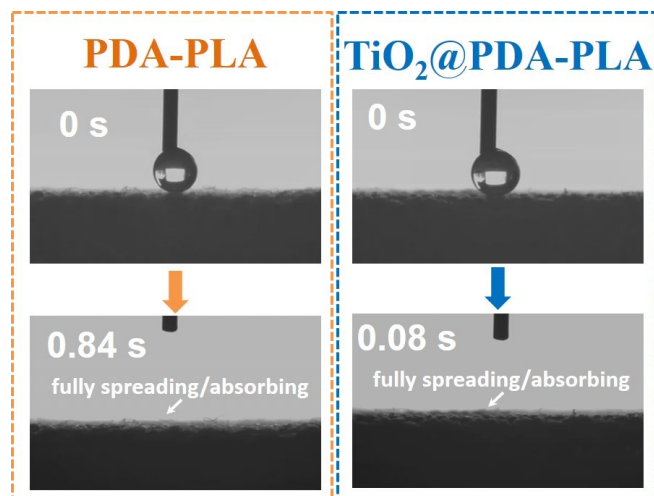 PDA-PLA
0 s
0.84 s
fully spreading/absorbing
TiO₂@PDA-PLA
0 s
0.08 s
fully spreading/absorbing